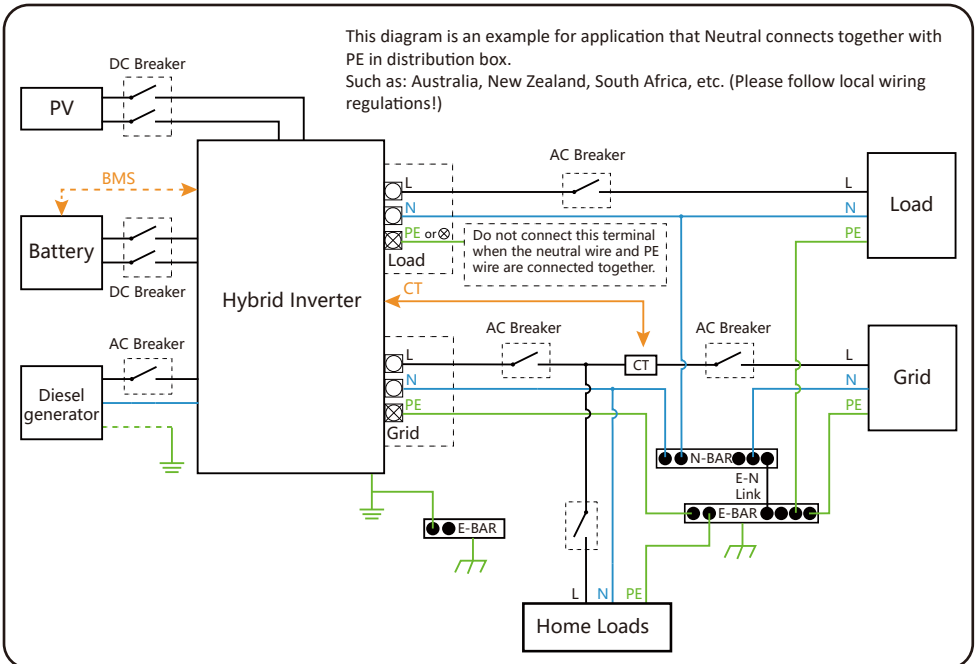 This diagram is an example for application that Neutral connects together with
PE in distribution box.
Such as: Australia, New Zealand, South Africa, etc. (Please follow local wiring
regulations!)
DC Breaker
PV
BMS
Battery
DC Breaker
AC Breaker
Diesel
generator
Hybrid Inverter
L
N
PE or
Load
Do not connect this terminal
when the neutral wire and PE
wire are connected together.
AC Breaker
L
N
PE
Load
CT
AC Breaker
CT
AC Breaker
L
N
PE
Grid
L
N
PE
Grid
N-BAR
E-N
Link
E-BAR
E-BAR
L
N
PE
Home Loads